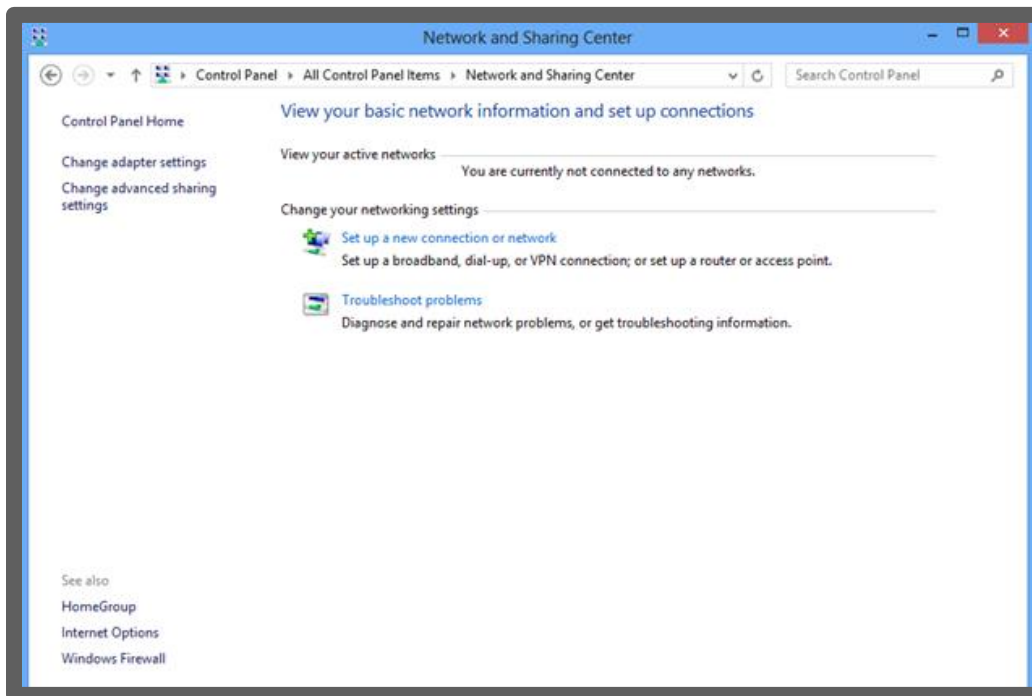 Network and Sharing Center
Control Panel All Control Panel Items Network and Sharing Center
Search Control Panel
Control Panel Home
Change adapter settings
Change advanced sharing
settings
View your basic network information and set up connections
View your active networks
You are currently not connected to any networks.
Change your networking settings
Set up a new connection or network
Set up a broadband, dial-up, or VPN connection; or set up a router or access point.
Troubleshoot problems
Diagnose and repair network problems, or get troubleshooting information.
See also
HomeGroup
Internet Options
Windows Firewall